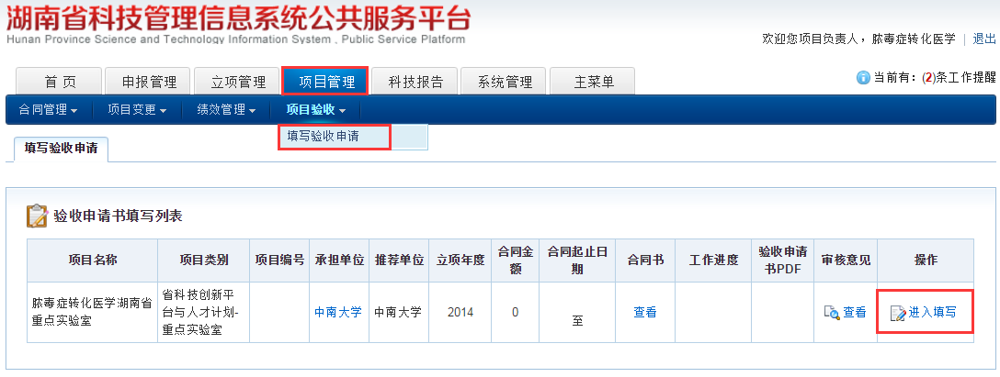 湖南省科技管理信息系统公共服务平台
Hunan Province Science and Technology Information System , Public Service Platform
欢迎您项目负责人，脓毒症转化医学 | 退出
首 页 申报管理 立项管理 项目管理 科技报告 系统管理 主菜单
当前有：(2)条工作提醒
合同管理 项目变更 绩效管理 项目验收
填写验收申请
填写验收申请
验收申请书填写列表
项目名称 项目类别 项目编号 承担单位 推荐单位 立项年度 合同金额 合同起止日期 合同书 工作进度 验收申请书PDF 审核意见 操作
脓毒症转化医学湖南省重点实验室 省科技创新平台与人才计划-重点实验室 中南大学 中南大学 2014 0 至 查看 查看 进入填写